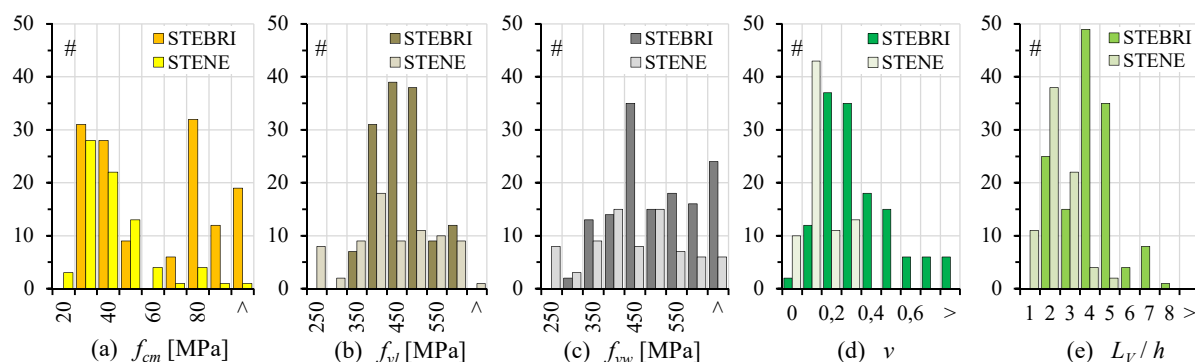 50 40 30 20 10 0
#
STEBRI
STENE
20 40 60 80 >
(a) f_cm [MPa]
50 40 30 20 10 0
#
STEBRI
STENE
250 350 450 550 >
(b) f_yl [MPa]
50 40 30 20 10 0
#
STEBRI
STENE
250 350 450 550 >
(c) f_yw [MPa]
50 40 30 20 10 0
#
STEBRI
STENE
0 0,2 0,4 0,6 >
(d) ν
50 40 30 20 10 0
#
STEBRI
STENE
1 2 3 4 5 6 7 8 >
(e) L_V / h